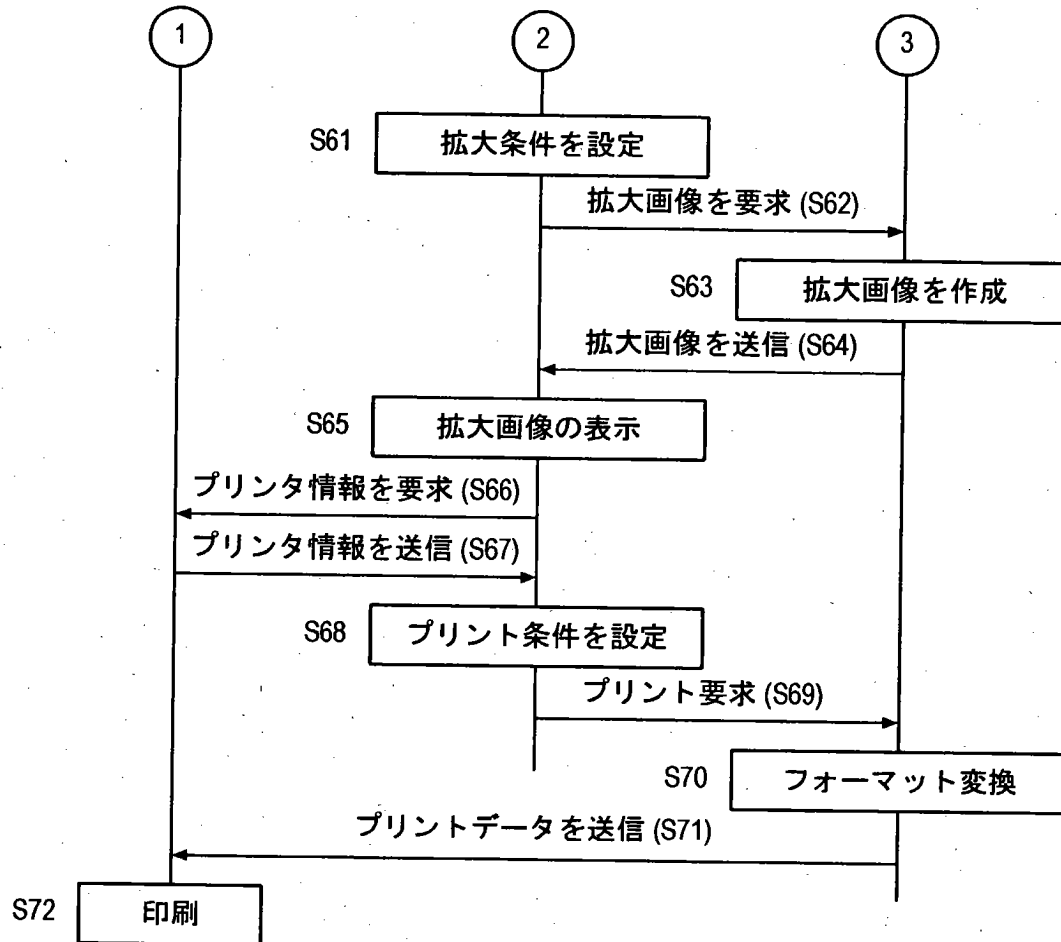 1
2
3
S61
拡大条件を設定
拡大画像を要求 (S62)
S63
拡大画像を作成
拡大画像を送信 (S64)
S65
拡大画像の表示
プリンタ情報を要求 (S66)
プリンタ情報を送信 (S67)
S68
プリント条件を設定
プリント要求 (S69)
S70
フォーマット変換
プリントデータを送信 (S71)
S72
印刷